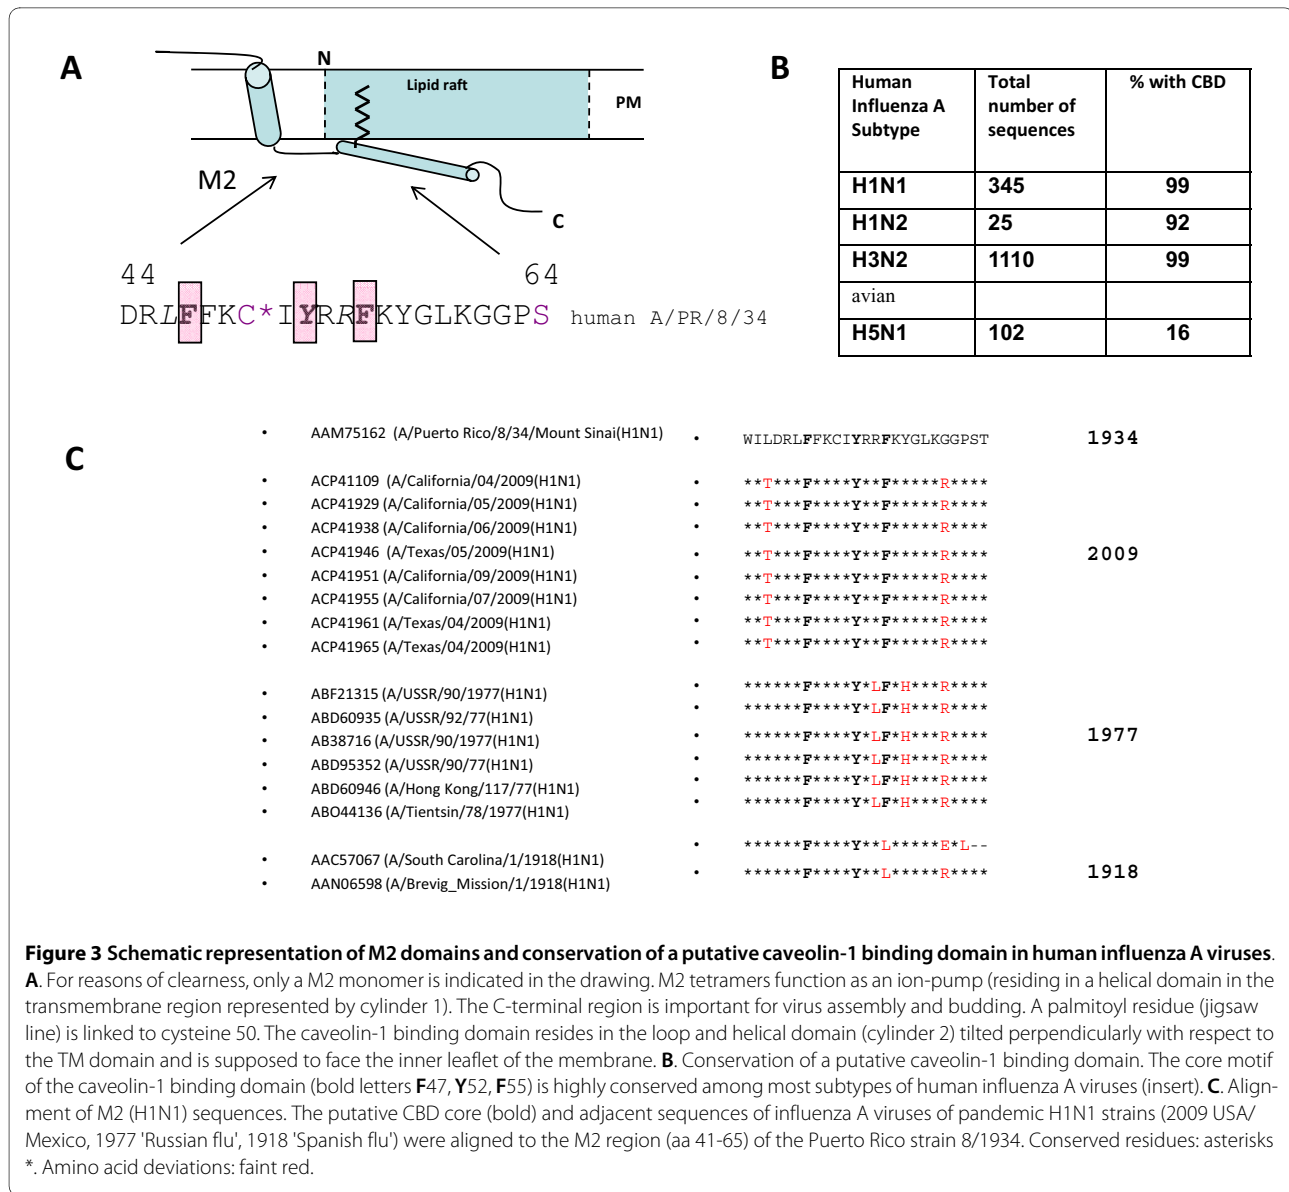 A
N
Lipid raft
PM
M2
C
44 64
DRLFFKC*IYRRFKYGLKGGPS human A/PR/8/34
B
Human Influenza A Subtype Total number of sequences % with CBD
H1N1 345 99
H1N2 25 92
H3N2 1110 99
avian
H5N1 102 16
C
• AAM75162 (A/Puerto Rico/8/34/Mount Sinai(H1N1) • WILDRLFFKCIYRRFKYGLKGGPST 1934
• ACP41109 (A/California/04/2009(H1N1) • **T***F****Y**F*****R****
• ACP41929 (A/California/05/2009(H1N1) • **T***F****Y**F*****R****
• ACP41938 (A/California/06/2009(H1N1) • **T***F****Y**F*****R****
• ACP41946 (A/Texas/05/2009(H1N1) • **T***F****Y**F*****R**** 2009
• ACP41951 (A/California/09/2009(H1N1) • **T***F****Y**F*****R****
• ACP41955 (A/California/07/2009(H1N1) • **T***F****Y**F*****R****
• ACP41961 (A/Texas/04/2009(H1N1) • **T***F****Y**F*****R****
• ACP41965 (A/Texas/04/2009(H1N1) • **T***F****Y**F*****R****
• ABF21315 (A/USSR/90/1977(H1N1) • ******F****Y*LF*H***R****
• ABD60935 (A/USSR/92/77(H1N1) • ******F****Y*LF*H***R****
• AB38716 (A/USSR/90/1977(H1N1) • ******F****Y*LF*H***R**** 1977
• ABD95352 (A/USSR/90/77(H1N1) • ******F****Y*LF*H***R****
• ABD60946 (A/Hong Kong/117/77(H1N1) • ******F****Y*LF*H***R****
• ABO44136 (A/Tientsin/78/1977(H1N1) • ******F****Y*LF*H***R****
• AAC57067 (A/South Carolina/1/1918(H1N1) • ******F****Y**L*****E*L--
• AAN06598 (A/Brevig_Mission/1/1918(H1N1) • ******F****Y**L*****R**** 1918
Figure 3 Schematic representation of M2 domains and conservation of a putative caveolin-1 binding domain in human influenza A viruses.
A. For reasons of clearness, only a M2 monomer is indicated in the drawing. M2 tetramers function as an ion-pump (residing in a helical domain in the
transmembrane region represented by cylinder 1). The C-terminal region is important for virus assembly and budding. A palmitoyl residue (jigsaw
line) is linked to cysteine 50. The caveolin-1 binding domain resides in the loop and helical domain (cylinder 2) tilted perpendicularly with respect to
the TM domain and is supposed to face the inner leaflet of the membrane. B. Conservation of a putative caveolin-1 binding domain. The core motif
of the caveolin-1 binding domain (bold letters F47, Y52, F55) is highly conserved among most subtypes of human influenza A viruses (insert). C. Align-
ment of M2 (H1N1) sequences. The putative CBD core (bold) and adjacent sequences of influenza A viruses of pandemic H1N1 strains (2009 USA/
Mexico, 1977 'Russian flu', 1918 'Spanish flu') were aligned to the M2 region (aa 41-65) of the Puerto Rico strain 8/1934. Conserved residues: asterisks
*. Amino acid deviations: faint red.